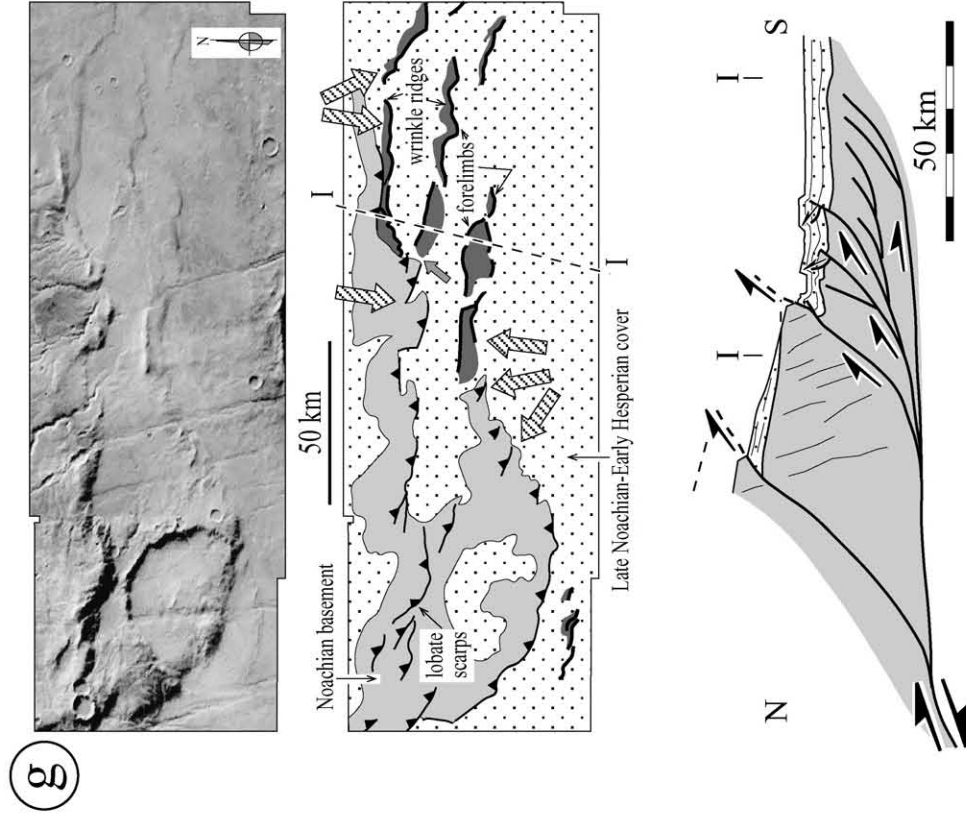 g
N
50 km
I
Noachian basement
lobate
scarps
wrinkle ridges
forelimbs
I
Late Noachian-Early Hesperian cover
N
I
I
S
50 km